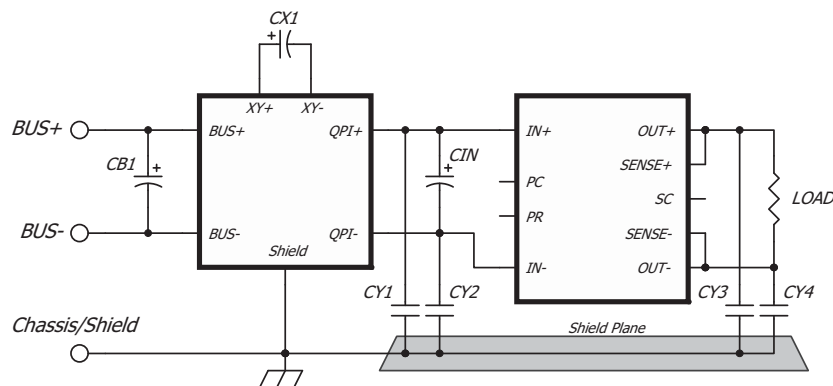 CX1
+
XY+ XY-
BUS+
BUS+ QPI+
IN+ OUT+
CB1
+
CIN
+
SENSE+
PC
SC
LOAD
PR
BUS-
BUS- QPI-
SENSE-
Shield
IN- OUT-
CY1 CY2 CY3 CY4
Chassis/Shield
Shield Plane